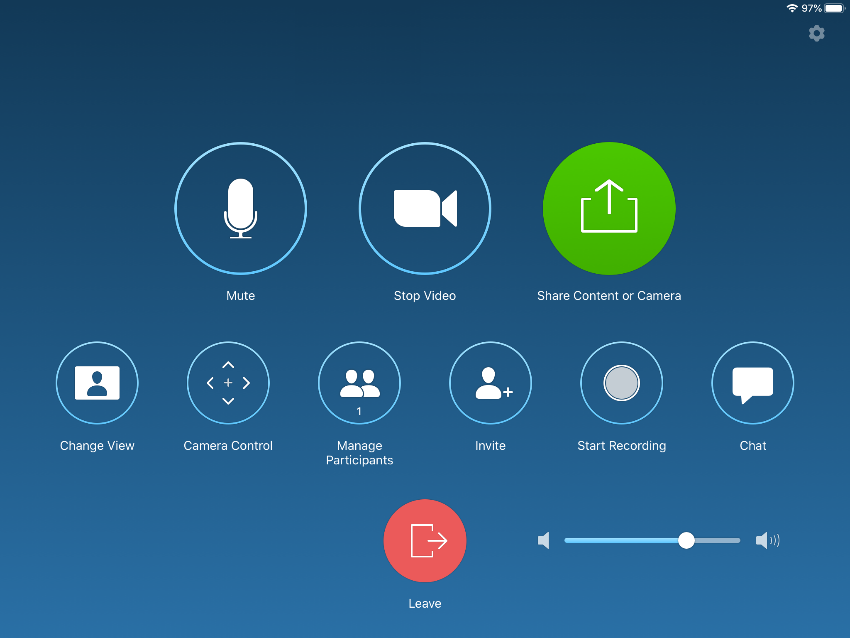 97%
Mute
Stop Video
Share Content or Camera
1
Change View
Camera Control
Manage
Participants
Invite
Start Recording
Chat
Leave